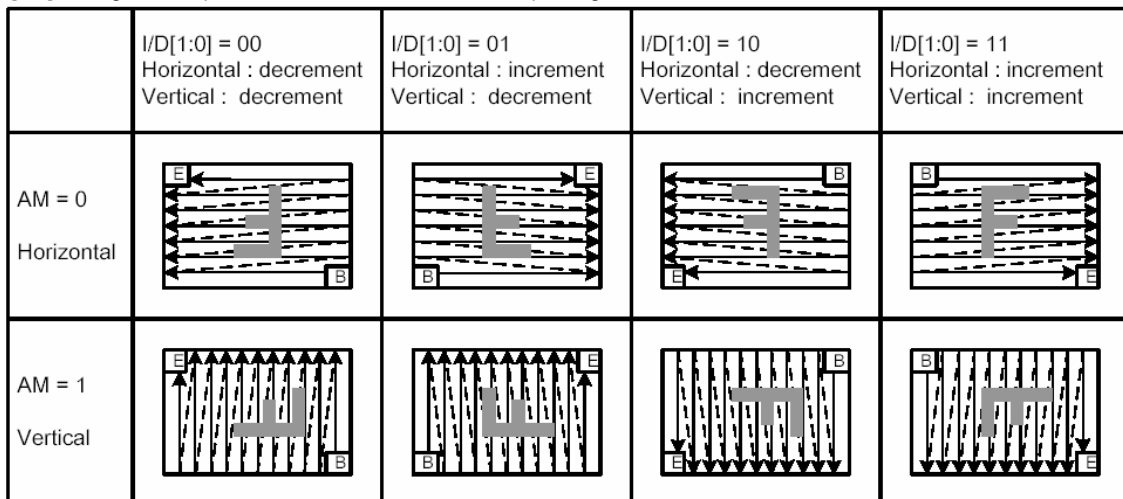 I/D[1:0] = 00
Horizontal : decrement
Vertical : decrement
I/D[1:0] = 01
Horizontal : increment
Vertical : decrement
I/D[1:0] = 10
Horizontal : decrement
Vertical : increment
I/D[1:0] = 11
Horizontal : increment
Vertical : increment
AM = 0
Horizontal
E
B
E
B
B
E
B
E
AM = 1
Vertical
E
B
E
B
B
E
B
E